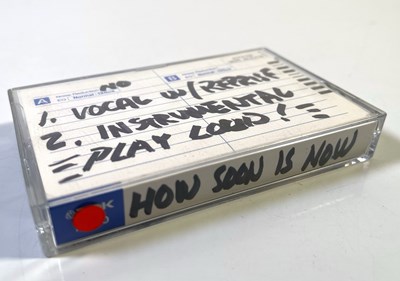 NO
A
B
1. VOCAL W/REPRISE
2. INSTRUMENTAL
PLAY LOUD!
HOW SOON IS NOW